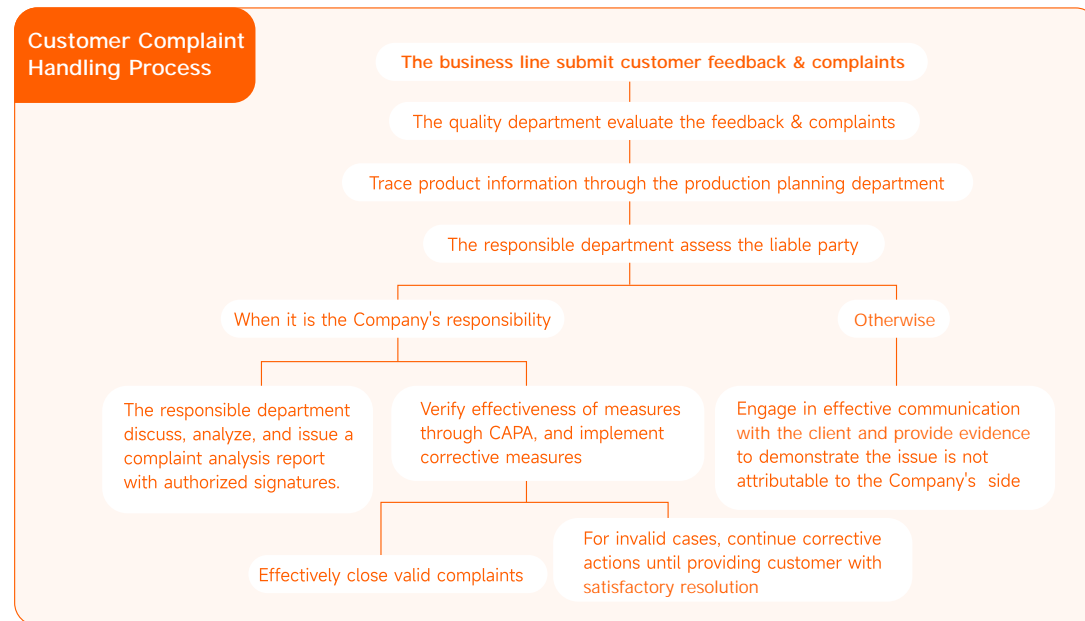 Customer Complaint
Handling Process
The business line submit customer feedback & complaints
The quality department evaluate the feedback & complaints
Trace product information through the production planning department
The responsible department assess the liable party
When it is the Company's responsibility
Otherwise
The responsible department
discuss, analyze, and issue a
complaint analysis report
with authorized signatures.
Verify effectiveness of measures
through CAPA, and implement
corrective measures
Engage in effective communication
with the client and provide evidence
to demonstrate the issue is not
attributable to the Company's side
Effectively close valid complaints
For invalid cases, continue corrective
actions until providing customer with
satisfactory resolution